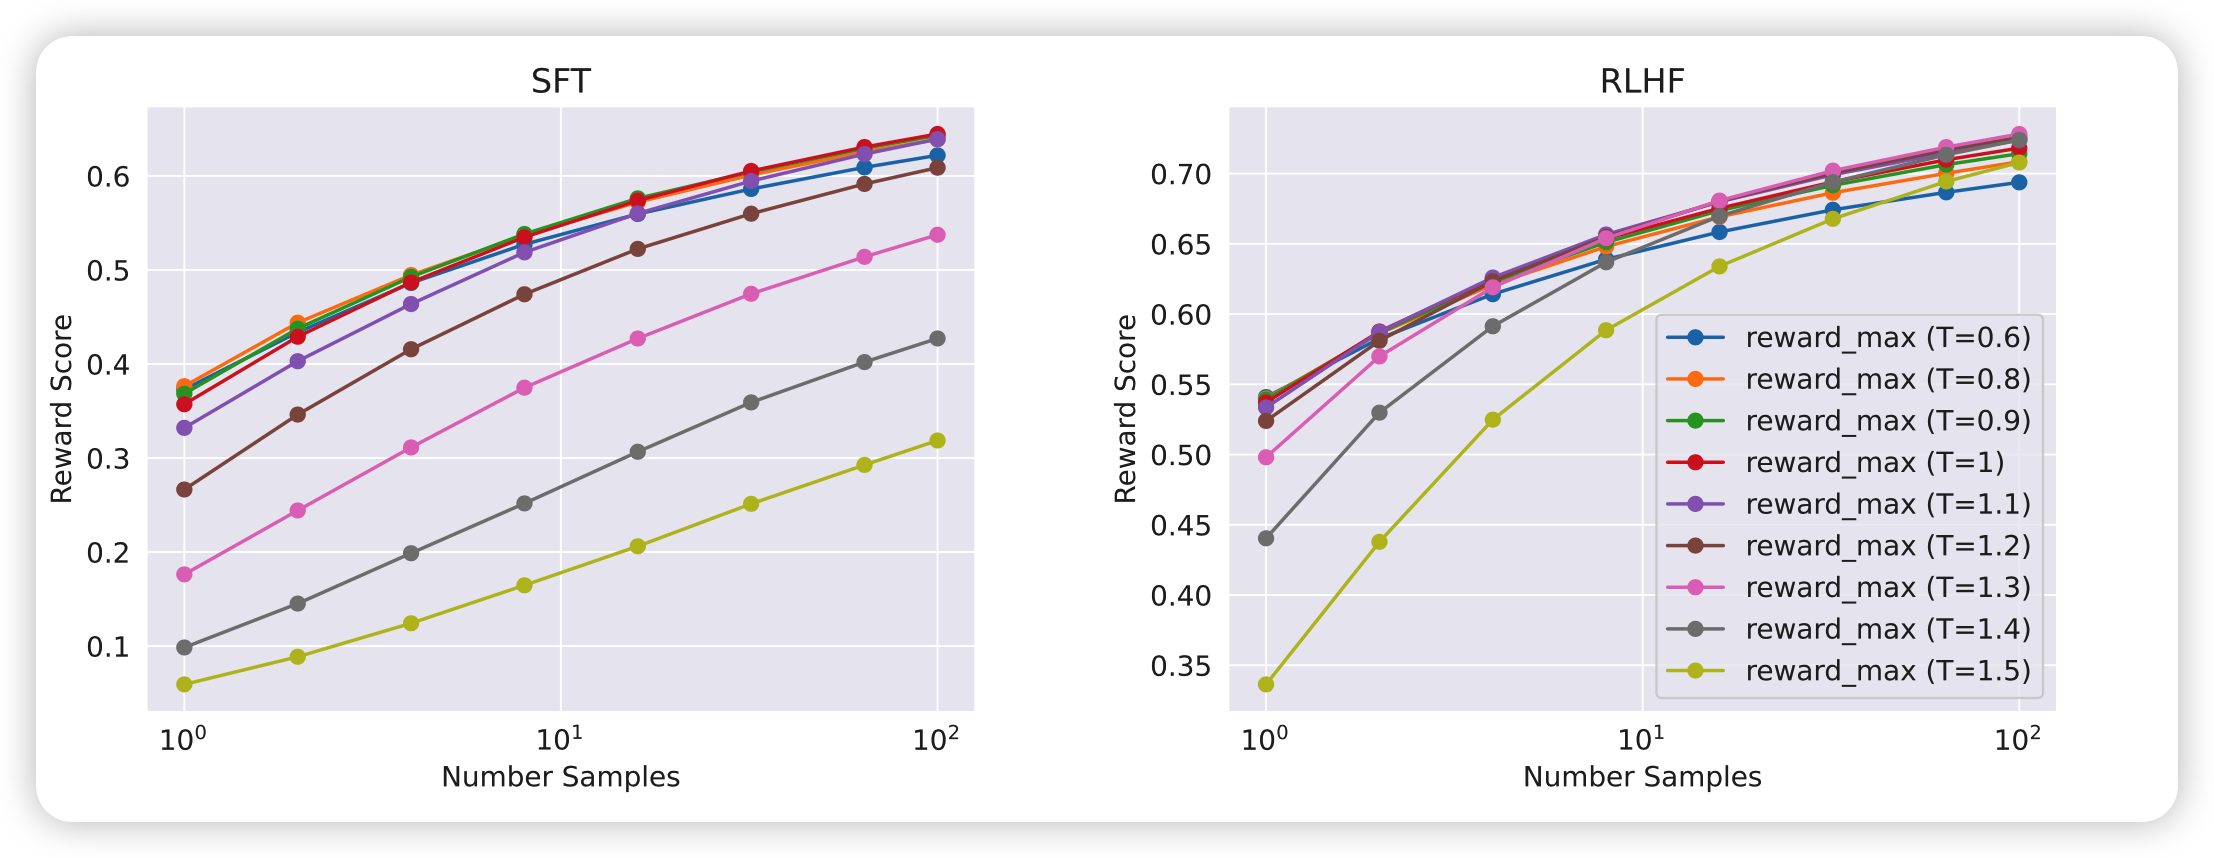 SFT
0.6
0.5
0.4
0.3
0.2
0.1
Reward Score
10^0
10^1
10^2
Number Samples
RLHF
0.70
0.65
0.60
0.55
0.50
0.45
0.40
0.35
Reward Score
10^0
10^1
10^2
Number Samples
reward_max (T=0.6)
reward_max (T=0.8)
reward_max (T=0.9)
reward_max (T=1)
reward_max (T=1.1)
reward_max (T=1.2)
reward_max (T=1.3)
reward_max (T=1.4)
reward_max (T=1.5)